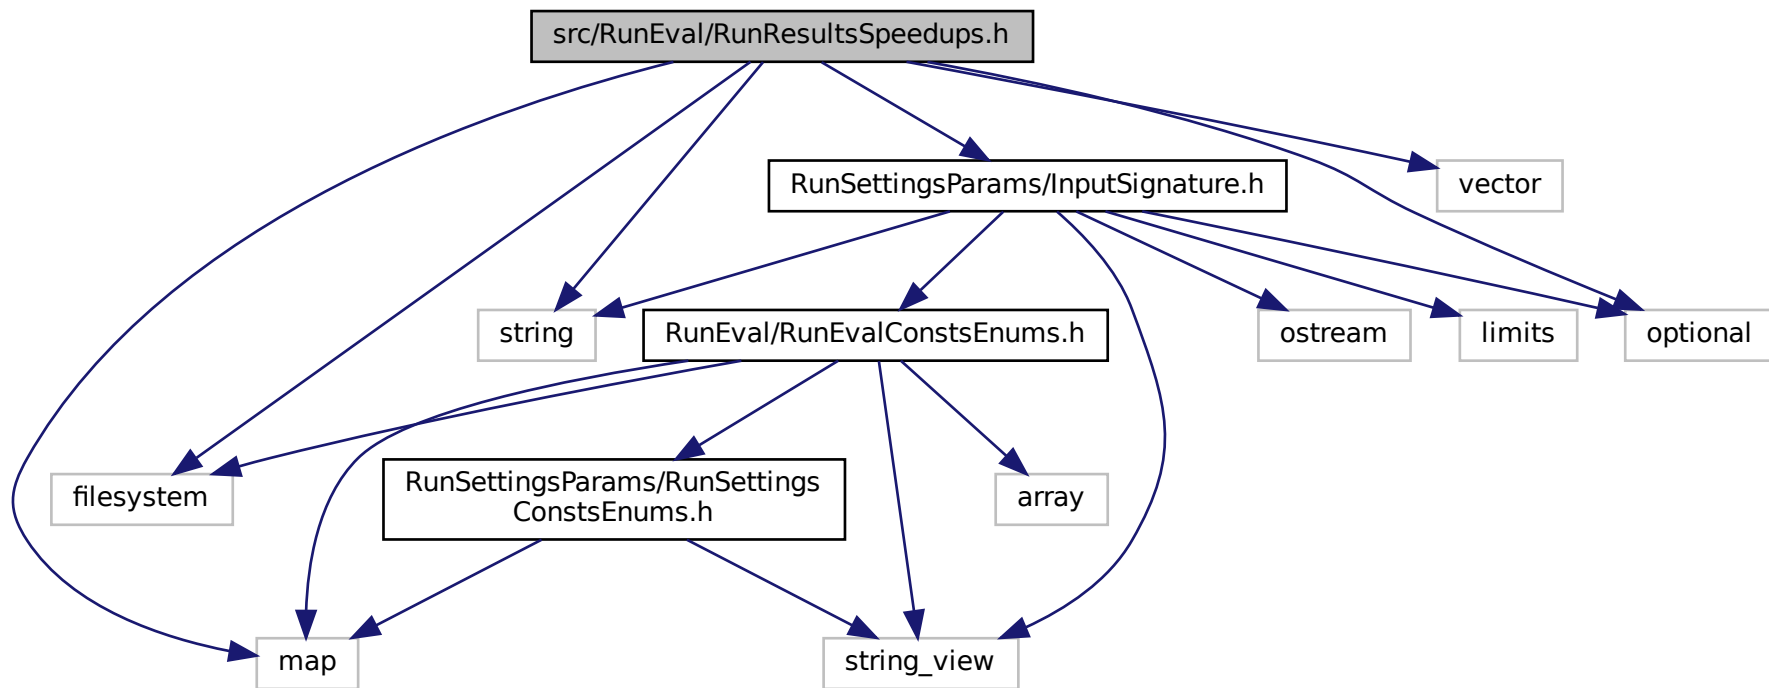 src/RunEval/RunResultsSpeedups.h
RunSettingsParams/InputSignature.h
vector
string
RunEval/RunEvalConstsEnums.h
ostream
limits
optional
filesystem
RunSettingsParams/RunSettings
ConstsEnums.h
array
map
string_view